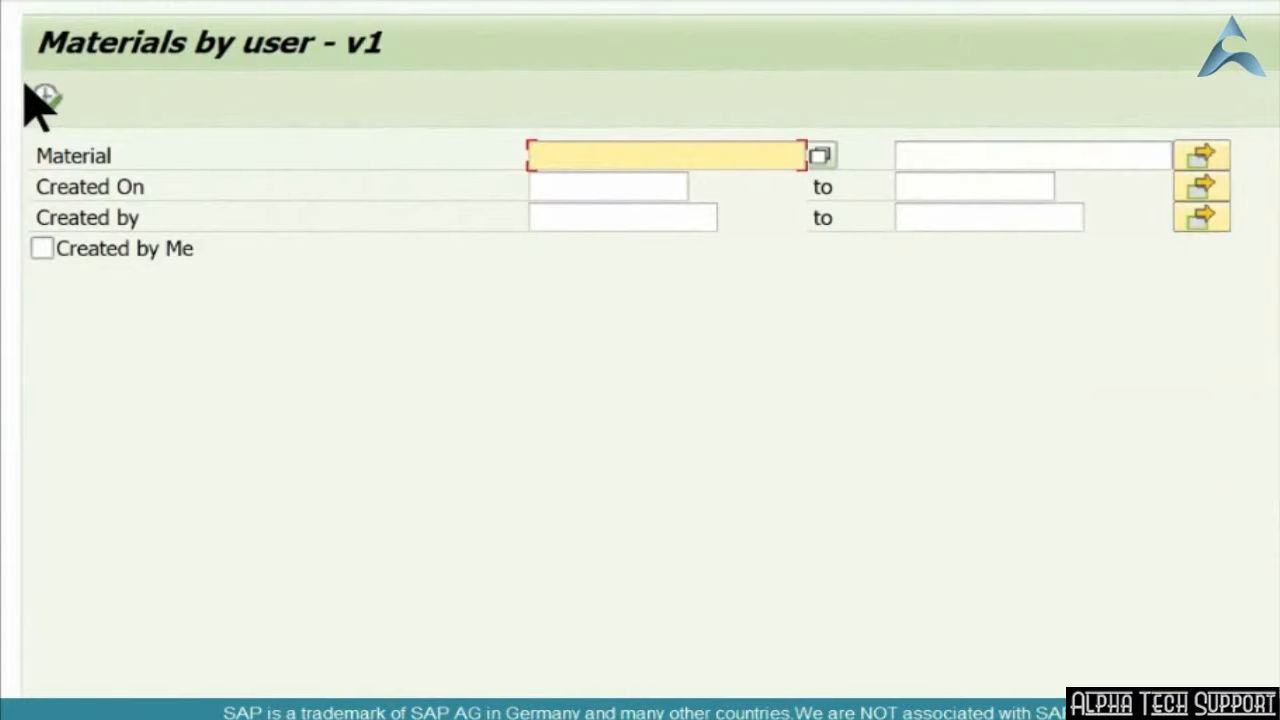 Materials by user - v1
Material
Created On to
Created by to
Created by Me
SAP is a trademark of SAP AG in Germany and many other countries.We are NOT associated with SAP
ALPHA TECH SUPPORT